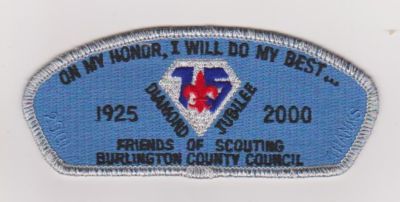 ON MY HONOR, I WILL DO MY BEST...
75
DIAMOND JUBILEE
1925 2000
FRIENDS OF SCOUTING
BURLINGTON COUNTY COUNCIL